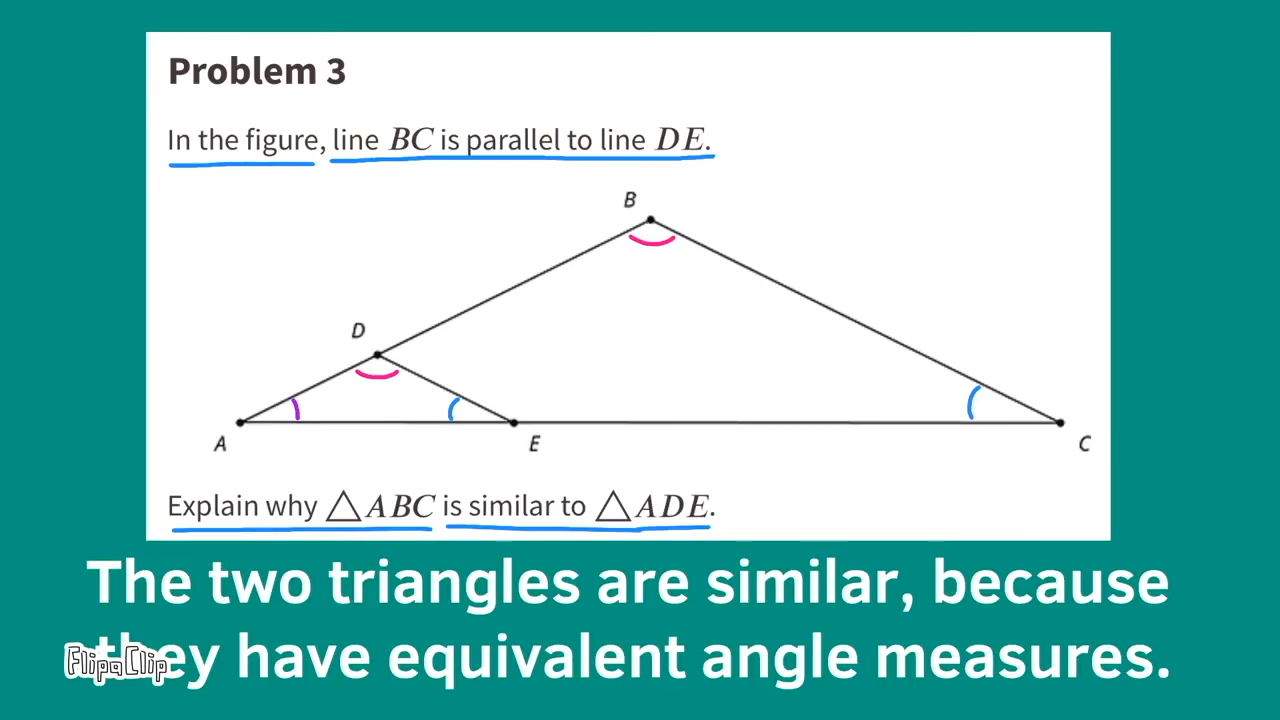 Problem 3
In the figure, line BC is parallel to line DE.
B
D
A
E
C
Explain why △ABC is similar to △ADE.
The two triangles are similar, because
they have equivalent angle measures.
FlipaClip